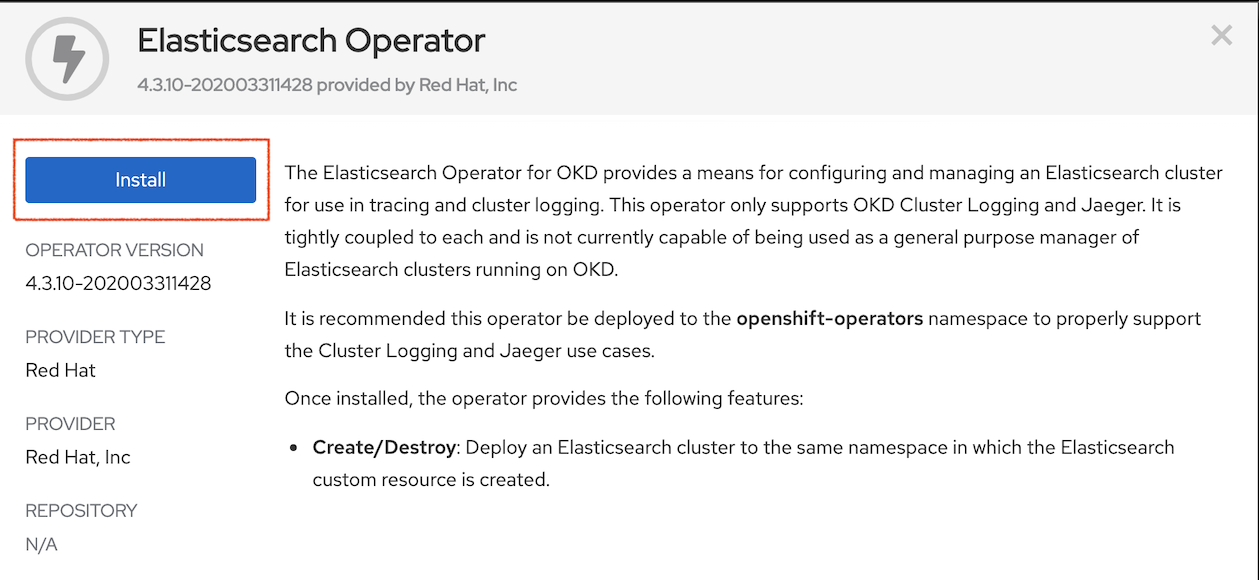 Elasticsearch Operator
4.3.10-202003311428 provided by Red Hat, Inc
Install
OPERATOR VERSION
4.3.10-202003311428
PROVIDER TYPE
Red Hat
PROVIDER
Red Hat, Inc
REPOSITORY
N/A
The Elasticsearch Operator for OKD provides a means for configuring and managing an Elasticsearch cluster
for use in tracing and cluster logging. This operator only supports OKD Cluster Logging and Jaeger. It is
tightly coupled to each and is not currently capable of being used as a general purpose manager of
Elasticsearch clusters running on OKD.
It is recommended this operator be deployed to the openshift-operators namespace to properly support
the Cluster Logging and Jaeger use cases.
Once installed, the operator provides the following features:
• Create/Destroy: Deploy an Elasticsearch cluster to the same namespace in which the Elasticsearch
custom resource is created.